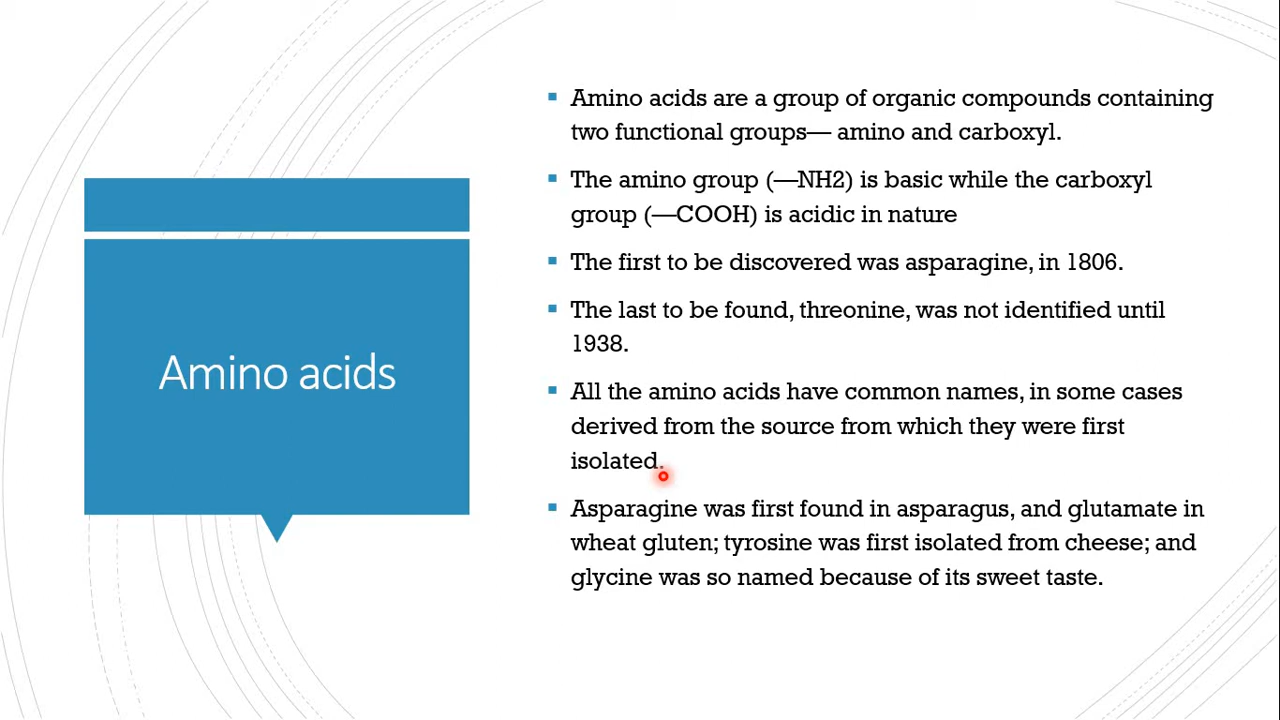 Amino acids
Amino acids are a group of organic compounds containing
two functional groups— amino and carboxyl.
The amino group (—NH2) is basic while the carboxyl
group (—COOH) is acidic in nature
The first to be discovered was asparagine, in 1806.
The last to be found, threonine, was not identified until
1938.
All the amino acids have common names, in some cases
derived from the source from which they were first
isolated.
Asparagine was first found in asparagus, and glutamate in
wheat gluten; tyrosine was first isolated from cheese; and
glycine was so named because of its sweet taste.